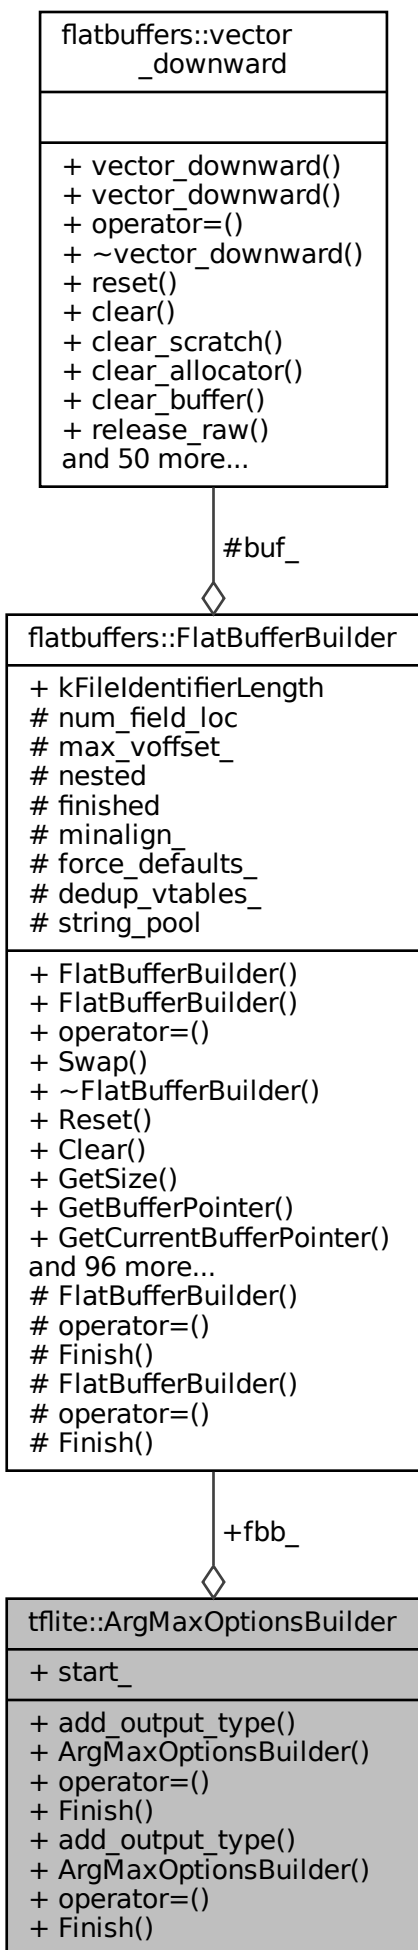 flatbuffers::vector
_downward
+ vector_downward()
+ vector_downward()
+ operator=()
+ ~vector_downward()
+ reset()
+ clear()
+ clear_scratch()
+ clear_allocator()
+ clear_buffer()
+ release_raw()
and 50 more...
#buf_
flatbuffers::FlatBufferBuilder
+ kFileIdentifierLength
# num_field_loc
# max_voffset_
# nested
# finished
# minalign_
# force_defaults_
# dedup_vtables_
# string_pool
+ FlatBufferBuilder()
+ FlatBufferBuilder()
+ operator=()
+ Swap()
+ ~FlatBufferBuilder()
+ Reset()
+ Clear()
+ GetSize()
+ GetBufferPointer()
+ GetCurrentBufferPointer()
and 96 more...
# FlatBufferBuilder()
# operator=()
# Finish()
# FlatBufferBuilder()
# operator=()
# Finish()
+fbb_
tflite::ArgMaxOptionsBuilder
+ start_
+ add_output_type()
+ ArgMaxOptionsBuilder()
+ operator=()
+ Finish()
+ add_output_type()
+ ArgMaxOptionsBuilder()
+ operator=()
+ Finish()